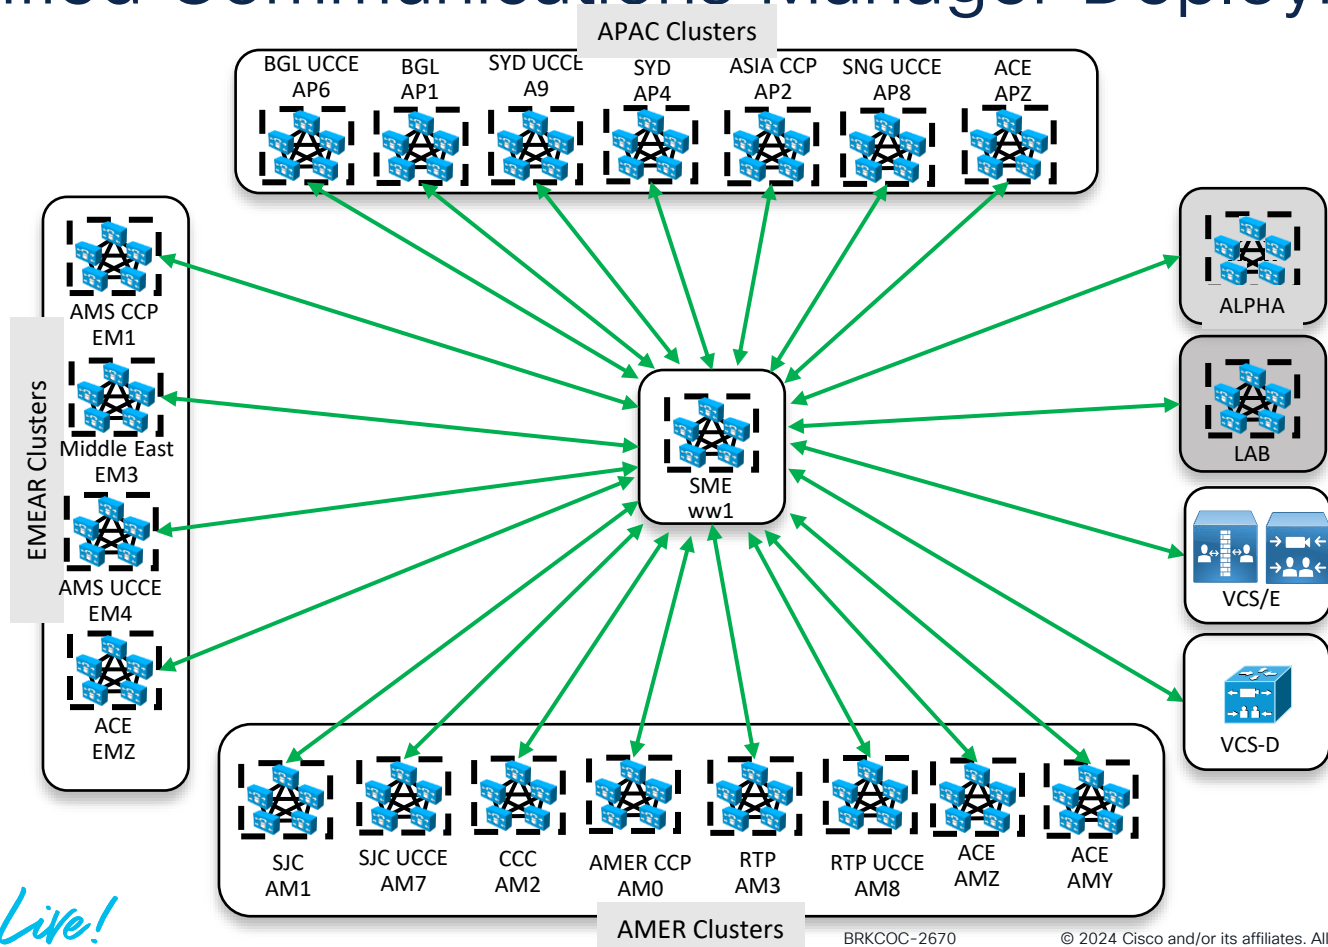 Communications Manager
APAC Clusters
BGL UCCE
AP6
BGL
AP1
SYD UCCE
A9
SYD
AP4
ASIA CCP
AP2
SNG UCCE
AP8
ACE
APZ
EMEAR Clusters
AMS CCP
EM1
Middle East
EM3
AMS UCCE
EM4
ACE
EMZ
SME
ww1
ALPHA
LAB
VCS/E
VCS-D
SJC
AM1
SJC UCCE
AM7
CCC
AM2
AMER CCP
AM0
RTP
AM3
RTP UCCE
AM8
ACE
AMZ
ACE
AMY
AMER Clusters
Live!
BRKCOC-2670
© 2024 Cisco and/or its affiliates. All